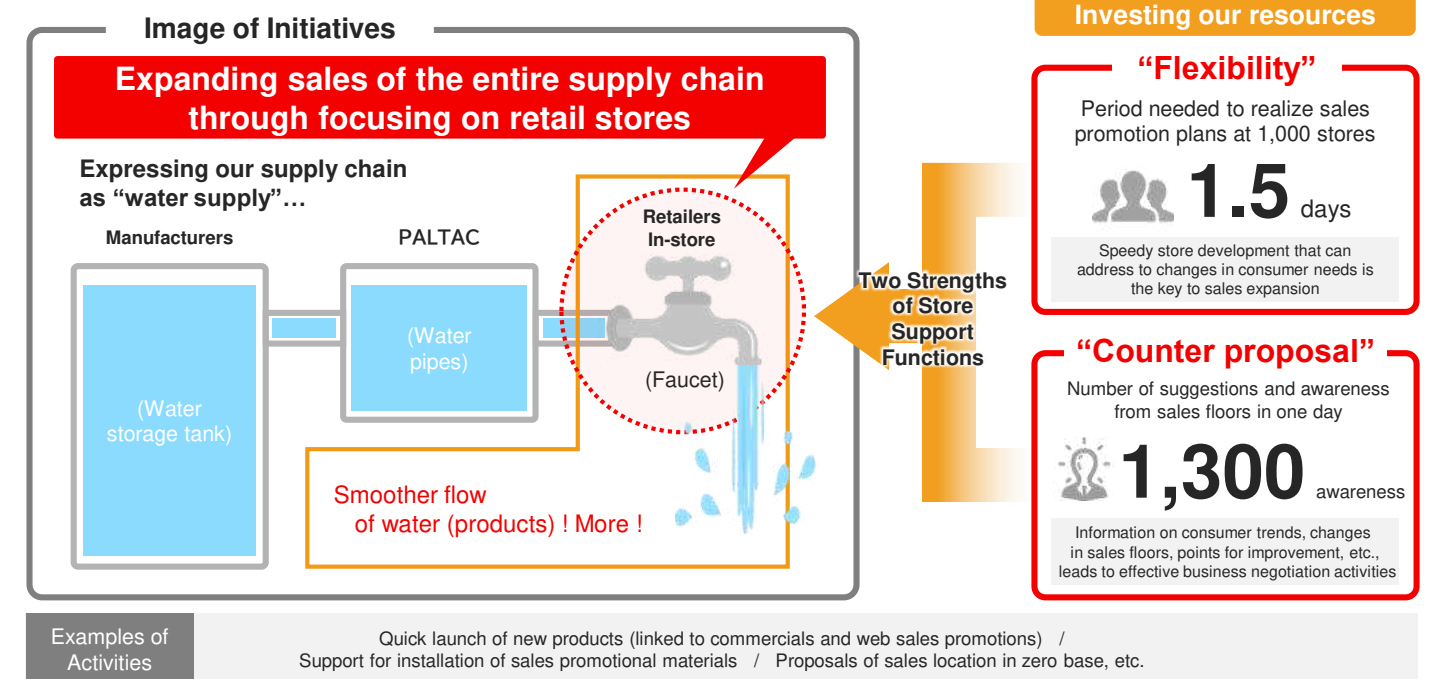 Image of Initiatives
Expanding sales of the entire supply chain
through focusing on retail stores
Expressing our supply chain
as “water supply”…
Manufacturers
PALTAC
Retailers
In-store
(Water
storage tank)
(Water
pipes)
(Faucet)
Smoother flow
of water (products) ! More !
Two Strengths
of Store
Support
Functions
Investing our resources
“Flexibility”
Period needed to realize sales
promotion plans at 1,000 stores
1.5 days
Speedy store development that can
address to changes in consumer needs is
the key to sales expansion
“Counter proposal”
Number of suggestions and awareness
from sales floors in one day
1,300 awareness
Information on consumer trends, changes
in sales floors, points for improvement, etc.,
leads to effective business negotiation activities
Examples of
Activities
Quick launch of new products (linked to commercials and web sales promotions) /
Support for installation of sales promotional materials / Proposals of sales location in zero base, etc.